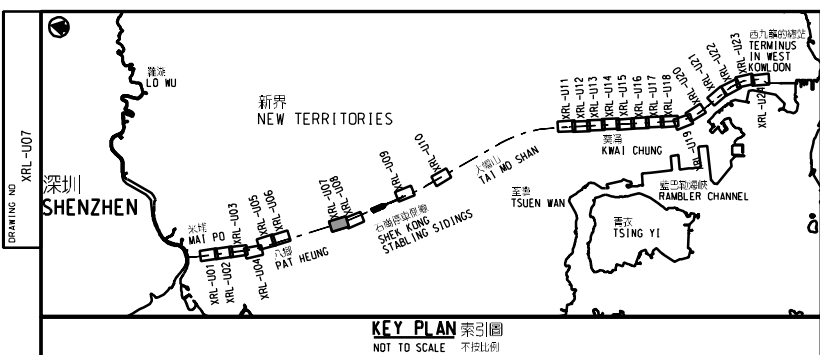 DRAWING NO
XRL-U07
羅湖
LO WU
新界
NEW TERRITORIES
深圳
SHENZHEN
米埔
MAI PO
XRL-U01
XRL-U02
XRL-U03
XRL-U04
XRL-U05
XRL-U06
八鄉
PAT HEUNG
XRL-U07
XRL-U08
石崗停車側線
SHEK KONG
STABLING SIDINGS
XRL-U09
XRL-U10
大帽山
TAI MO SHAN
XRL-U11
XRL-U12
XRL-U13
XRL-U14
XRL-U15
XRL-U16
XRL-U17
XRL-U18
葵涌
KWAI CHUNG
XRL-U19
XRL-U20
XRL-U21
XRL-U22
XRL-U23
XRL-U24
西九龍的總站
TERMINUS
IN WEST
KOWLOON
至荃
TSUEN WAN
藍巴勒海峽
RAMBLER CHANNEL
青衣
TSING YI
KEY PLAN 索引圖
NOT TO SCALE 不按比例